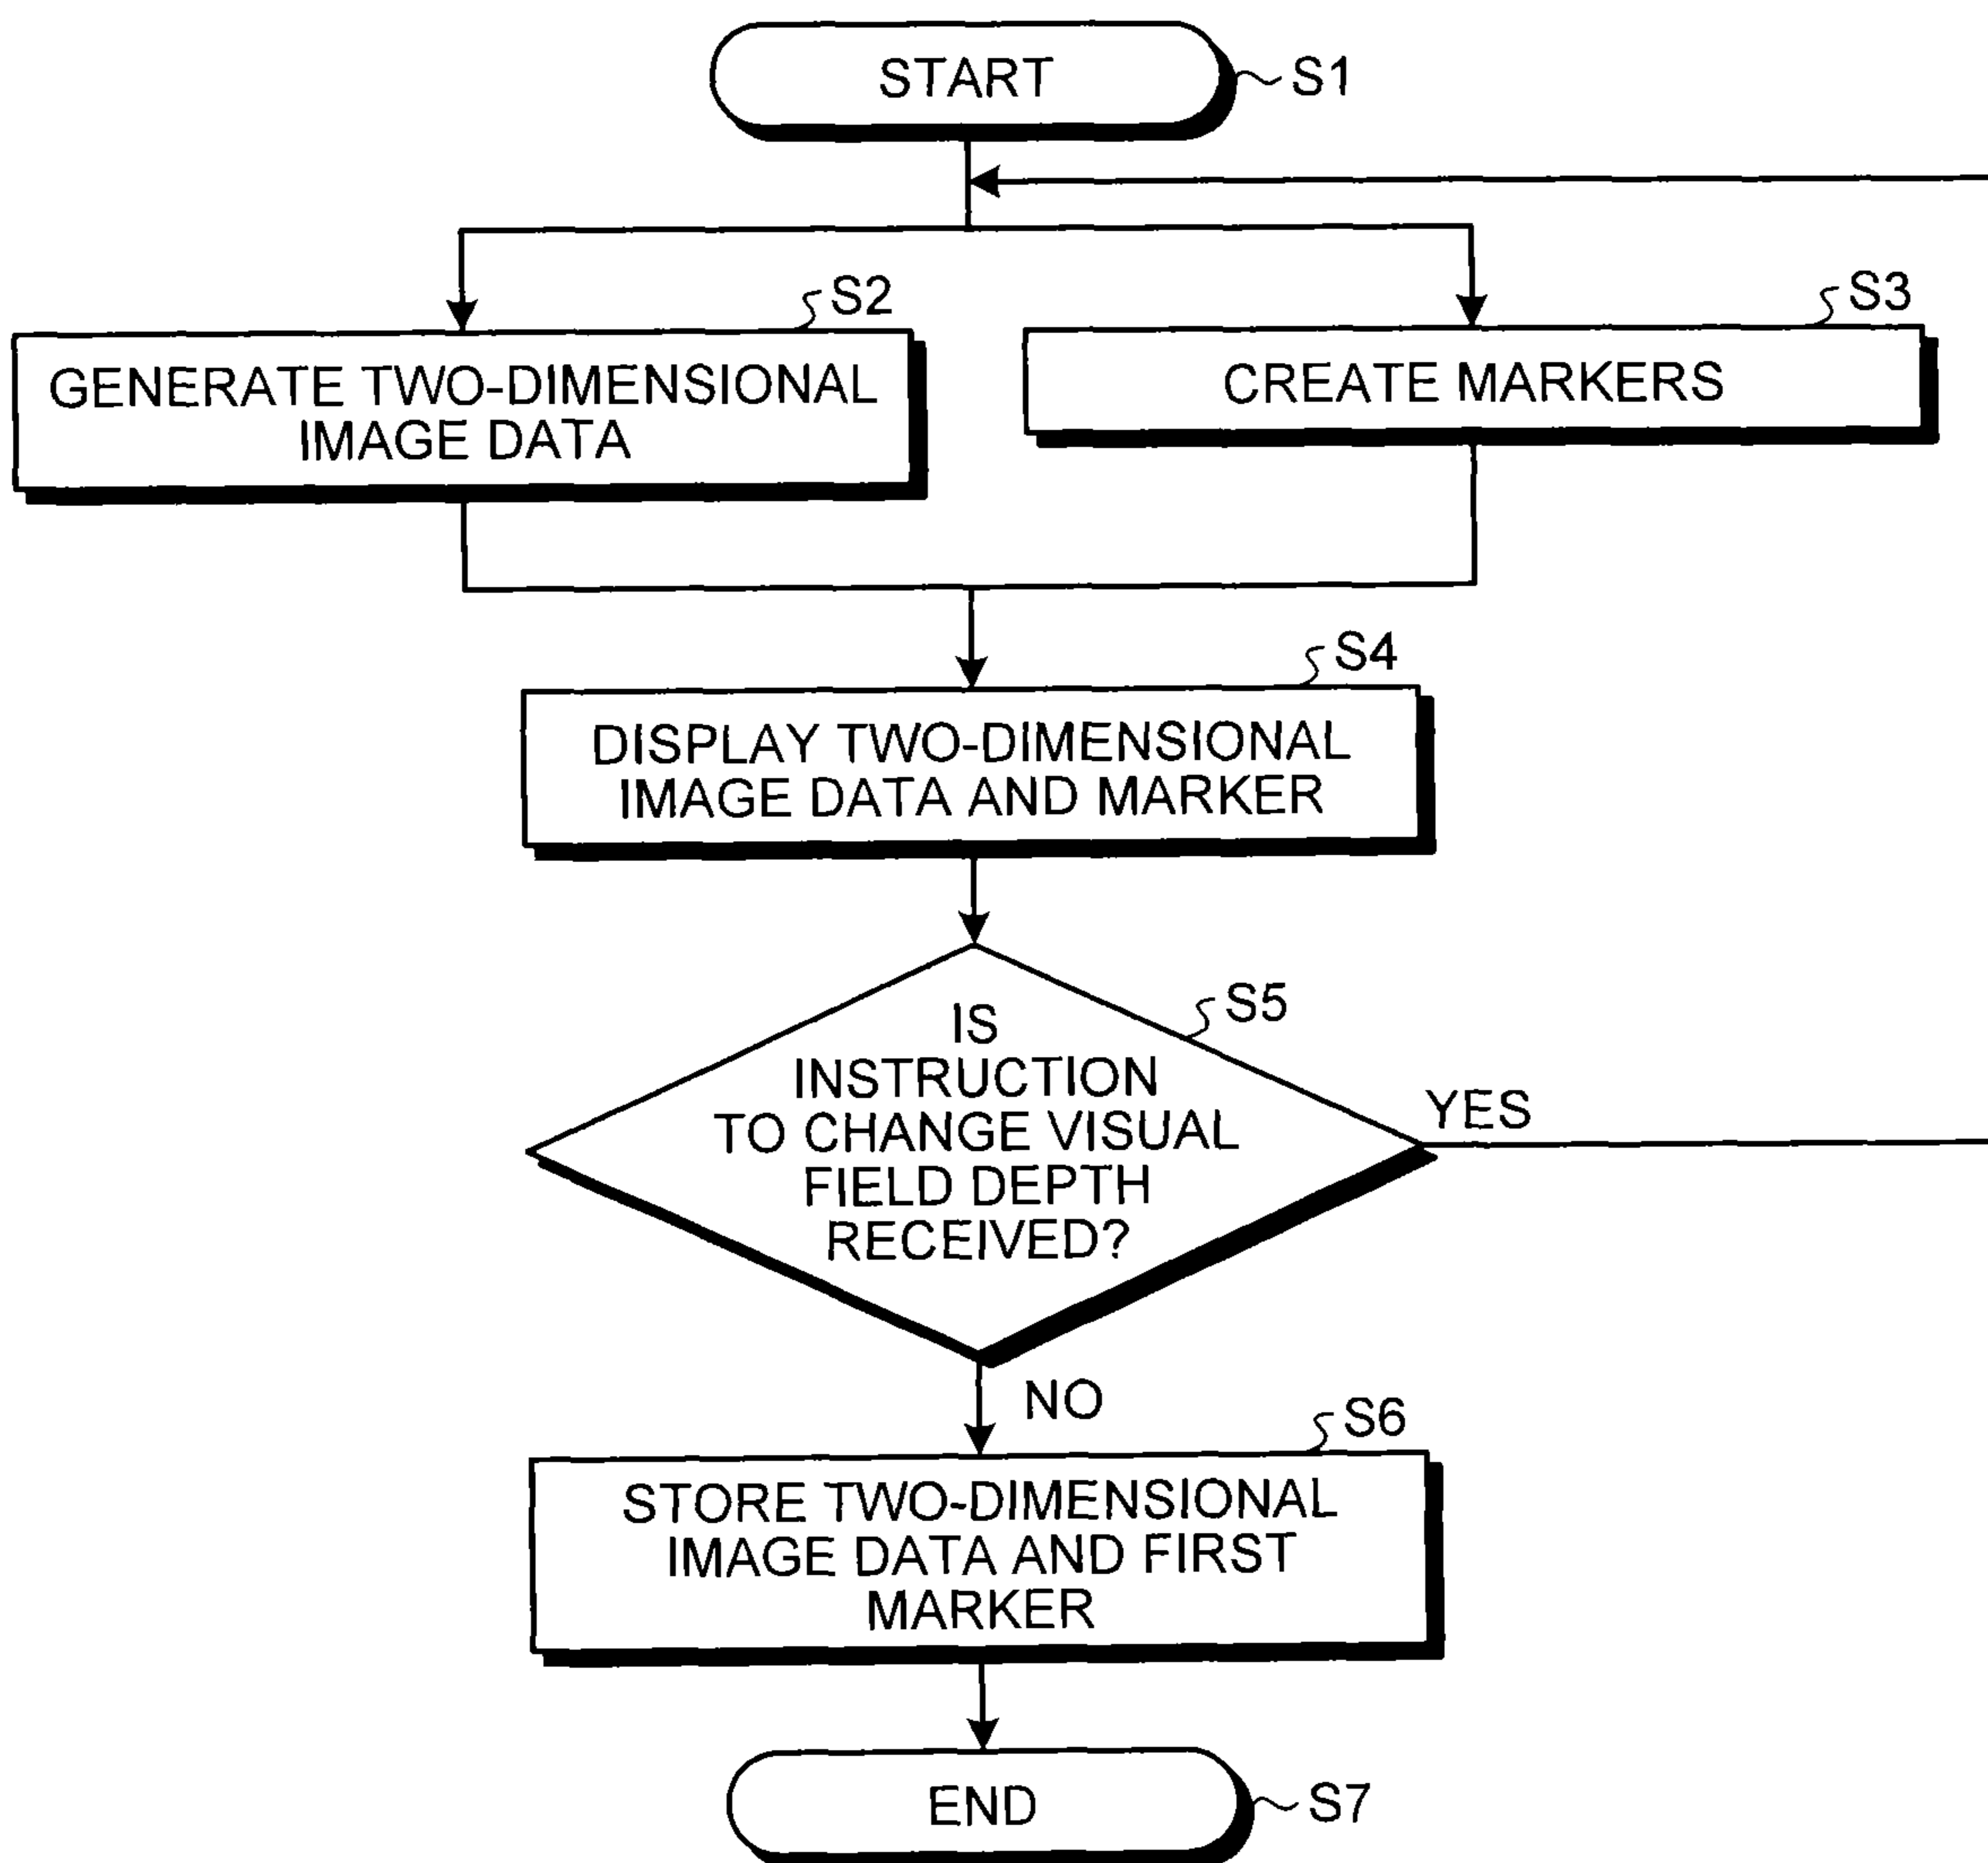 START
S1
S2
S3
GENERATE TWO-DIMENSIONAL
IMAGE DATA
CREATE MARKERS
S4
DISPLAY TWO-DIMENSIONAL
IMAGE DATA AND MARKER
S5
IS
INSTRUCTION
TO CHANGE VISUAL
FIELD DEPTH
RECEIVED?
YES
NO
S6
STORE TWO-DIMENSIONAL
IMAGE DATA AND FIRST
MARKER
END
S7